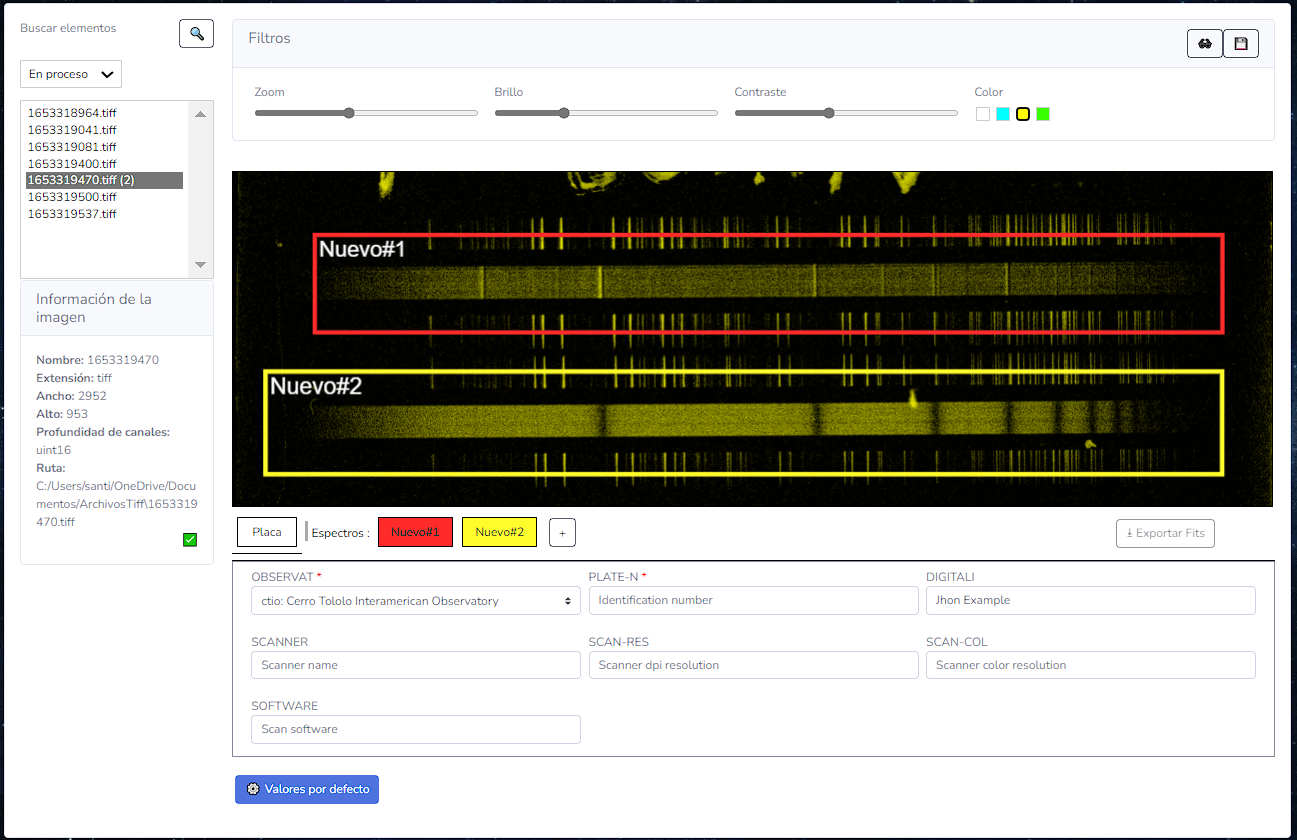 Buscar elementos
En proceso
1653318964.tiff
1653319041.tiff
1653319081.tiff
1653319400.tiff
1653319470.tiff (2)
1653319500.tiff
1653319537.tiff
Información de la
imagen
Nombre: 1653319470
Extensión: tiff
Ancho: 2952
Alto: 953
Profundidad de canales:
uint16
Ruta:
C:/Users/santi/OneDrive/Docu
mentos/ArchivosTiff\1653319
470.tiff
Filtros
Zoom
Brillo
Contraste
Color
Nuevo#1
Nuevo#2
Placa
Espectros :
Nuevo#1
Nuevo#2
+
Exportar Fits
OBSERVAT *
PLATE-N *
DIGITALI
ctio: Cerro Tololo Interamerican Observatory
Identification number
Jhon Example
SCANNER
SCAN-RES
SCAN-COL
Scanner name
Scanner dpi resolution
Scanner color resolution
SOFTWARE
Scan software
Valores por defecto